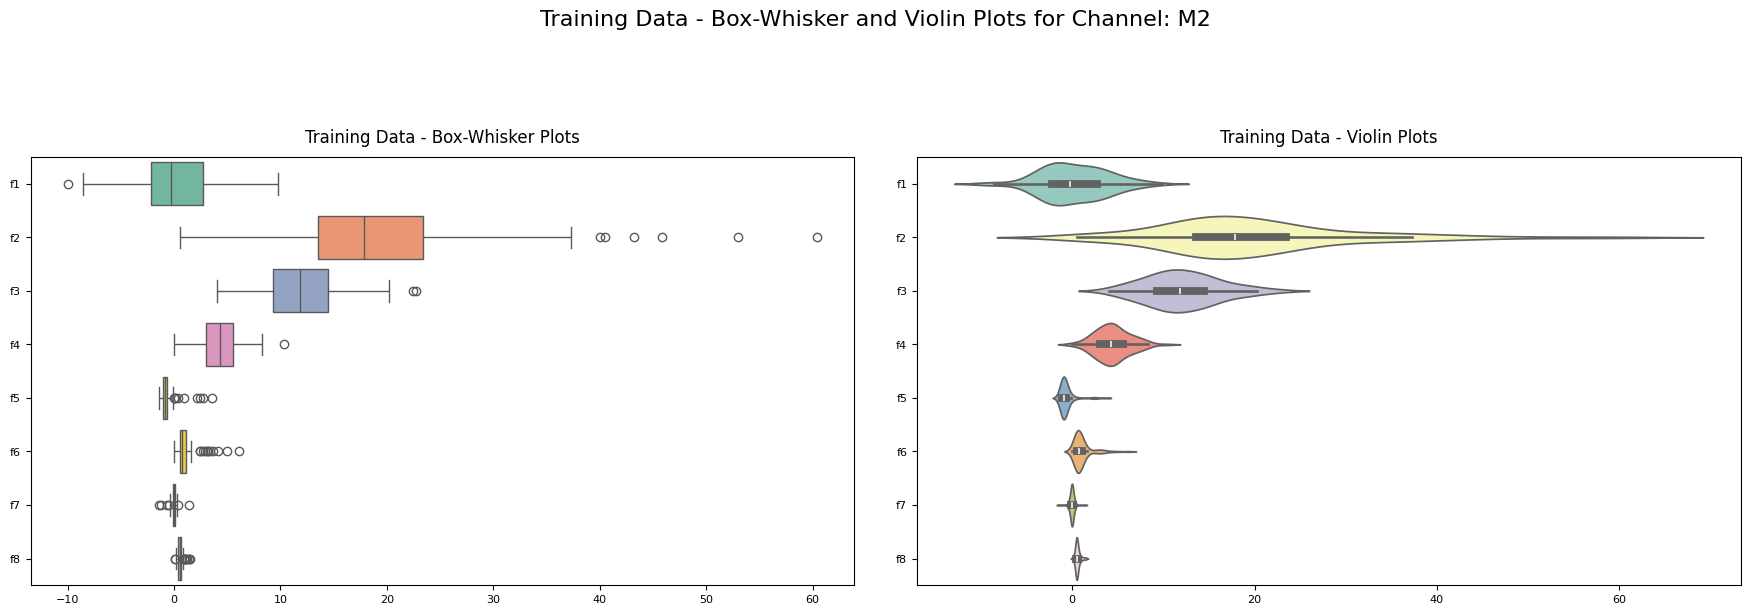 Training Data - Box-Whisker and Violin Plots for Channel: M2
Training Data - Box-Whisker Plots
f1
f2
f3
f4
f5
f6
f7
f8
−10 0 10 20 30 40 50 60
Training Data - Violin Plots
f1
f2
f3
f4
f5
f6
f7
f8
0 20 40 60